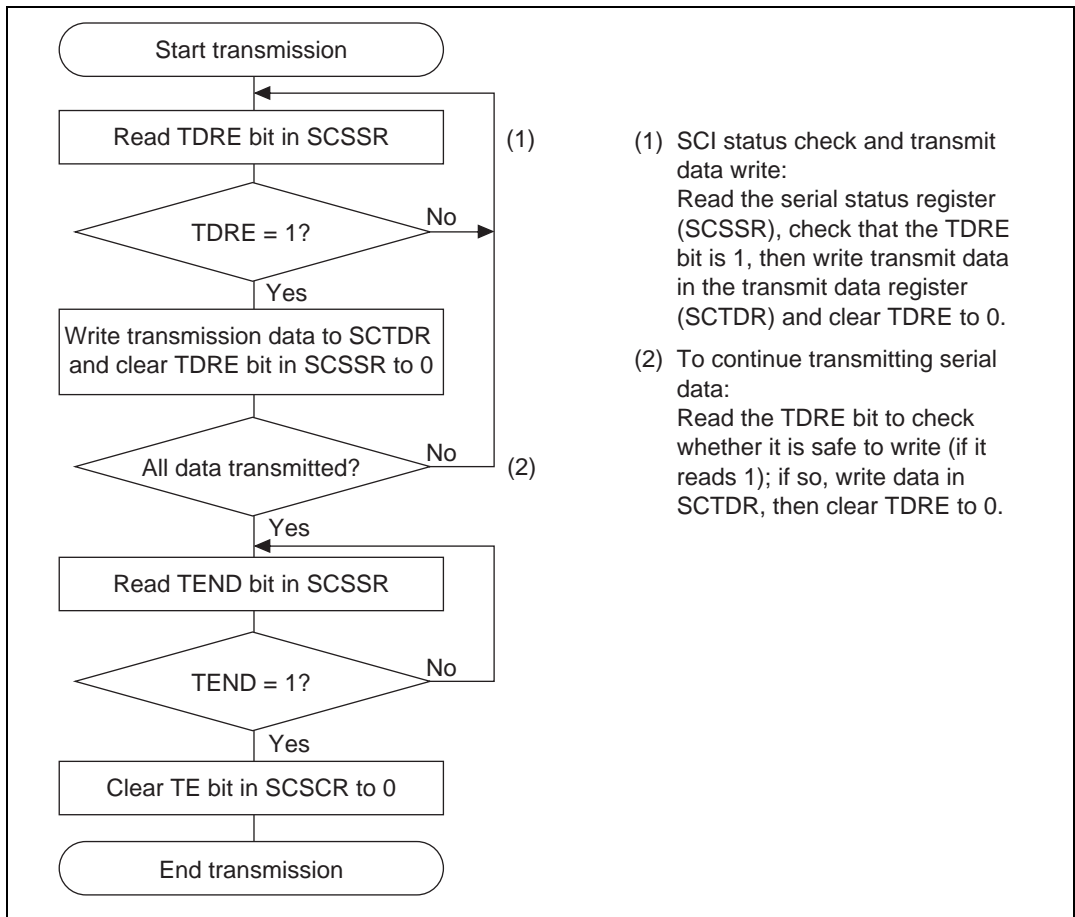 Start transmission
Read TDRE bit in SCSSR
(1)
TDRE = 1?
No
Yes
Write transmission data to SCTDR
and clear TDRE bit in SCSSR to 0
All data transmitted?
No
(2)
Yes
Read TEND bit in SCSSR
TEND = 1?
No
Yes
Clear TE bit in SCSCR to 0
End transmission
(1) SCI status check and transmit
data write:
Read the serial status register
(SCSSR), check that the TDRE
bit is 1, then write transmit data
in the transmit data register
(SCTDR) and clear TDRE to 0.
(2) To continue transmitting serial
data:
Read the TDRE bit to check
whether it is safe to write (if it
reads 1); if so, write data in
SCTDR, then clear TDRE to 0.